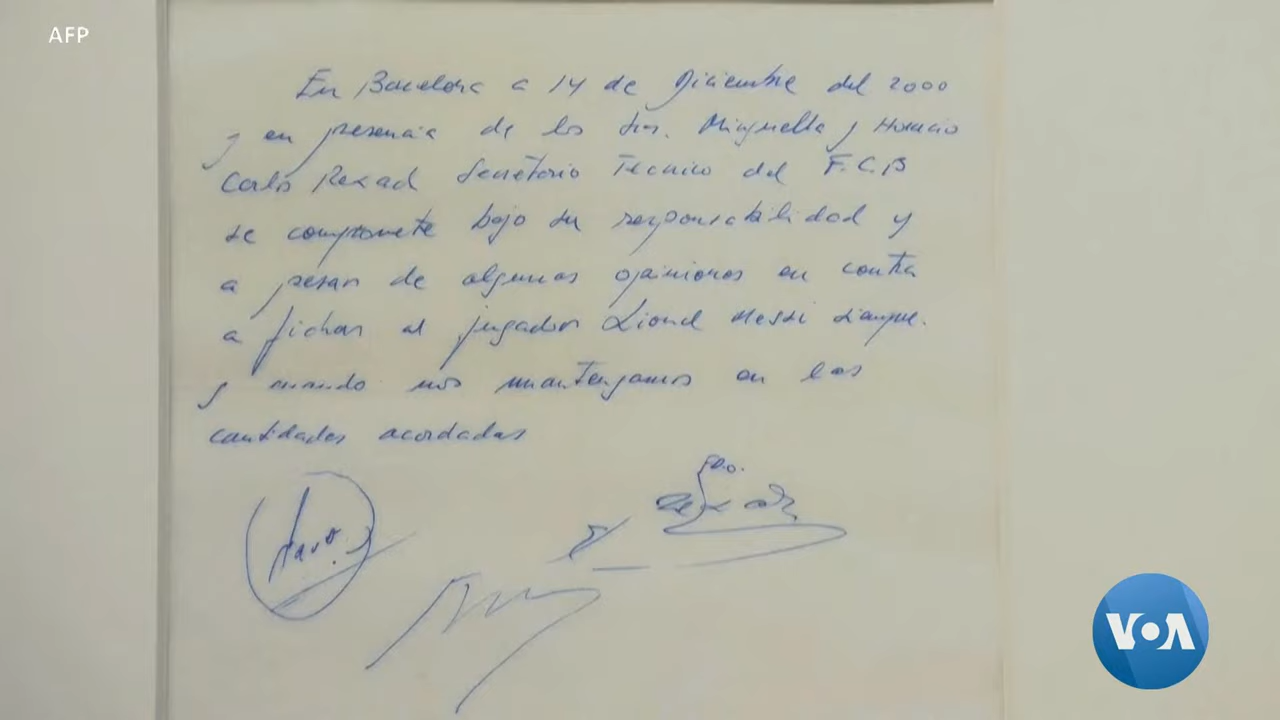 AFP
En Barcelona a 14 de Diciembre del 2000
y en presencia de los Srs. Minguella y Horacio
Carlos Rexach Secretario Tecnico del F.C.B
se compromete bajo su responsabilidad y
a pesar de algunas opiniones en contra
a fichar al jugador Lionel Messi siempre.
y cuando nos mantengamos en las
cantidades acordadas
VOA